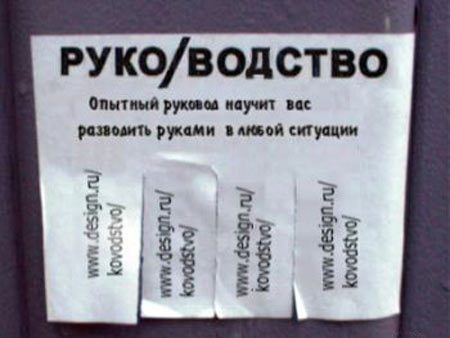 РУКО/ВОДСТВО
Опытный руковод научит вас
разводить руками в любой ситуации
www.design.ru/
kovodstvo/
www.design.ru/
kovodstvo/
www.design.ru/
kovodstvo/
www.design.ru/
kovodstvo/